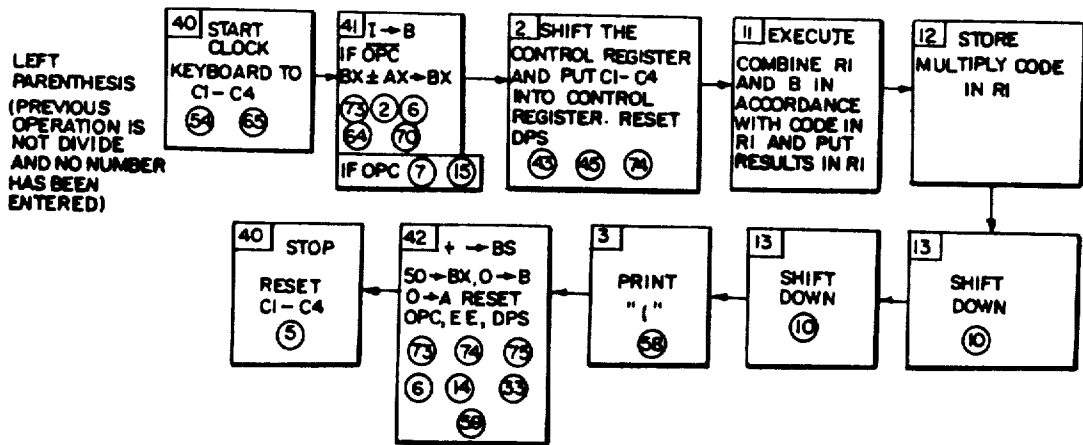 LEFT
PARENTHESIS
(PREVIOUS
OPERATION IS
NOT DIVIDE
AND NO NUMBER
HAS BEEN
ENTERED)
40 START
CLOCK
KEYBOARD TO
C1-C4
54 65
41 I→B
IF O̅P̅C̅
BX ± AX→BX
73 2 6
64 70
IF OPC 7 15
2 SHIFT THE
CONTROL REGISTER
AND PUT C1-C4
INTO CONTROL
REGISTER. RESET
DPS
43 45 74
11 EXECUTE
COMBINE R1
AND B IN
ACCORDANCE
WITH CODE IN
R1 AND PUT
RESULTS IN R1
12 STORE
MULTIPLY CODE
IN R1
13
SHIFT
DOWN
10
13
SHIFT
DOWN
10
3
PRINT
"("
58
42 + →BS
50→BX, 0→B
0→A RESET
OPC, EE, DPS
73 74 75
6 14 33
59
40 STOP
RESET
C1-C4
5